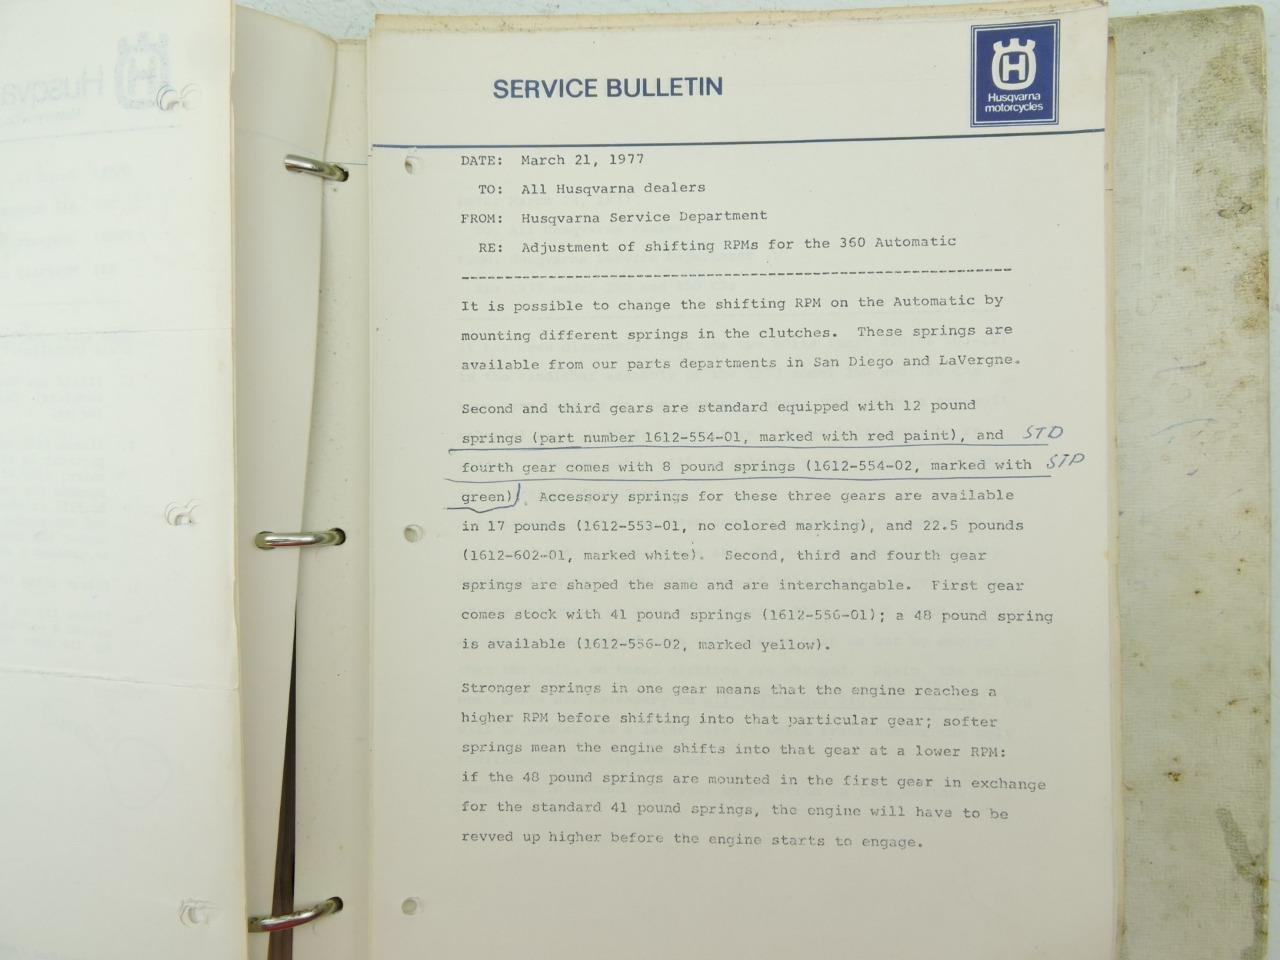 SERVICE BULLETIN
H
Husqvarna
motorcycles
DATE: March 21, 1977
TO: All Husqvarna dealers
FROM: Husqvarna Service Department
RE: Adjustment of shifting RPMs for the 360 Automatic
It is possible to change the shifting RPM on the Automatic by
mounting different springs in the clutches. These springs are
available from our parts departments in San Diego and LaVergne.
Second and third gears are standard equipped with 12 pound
springs (part number 1612-554-01, marked with red paint), and STD
fourth gear comes with 8 pound springs (1612-554-02, marked with STD
green). Accessory springs for these three gears are available
in 17 pounds (1612-553-01, no colored marking), and 22.5 pounds
(1612-602-01, marked white). Second, third and fourth gear
springs are shaped the same and are interchangable. First gear
comes stock with 41 pound springs (1612-556-01); a 48 pound spring
is available (1612-556-02, marked yellow).
Stronger springs in one gear means that the engine reaches a
higher RPM before shifting into that particular gear; softer
springs mean the engine shifts into that gear at a lower RPM:
if the 48 pound springs are mounted in the first gear in exchange
for the standard 41 pound springs, the engine will have to be
revved up higher before the engine starts to engage.